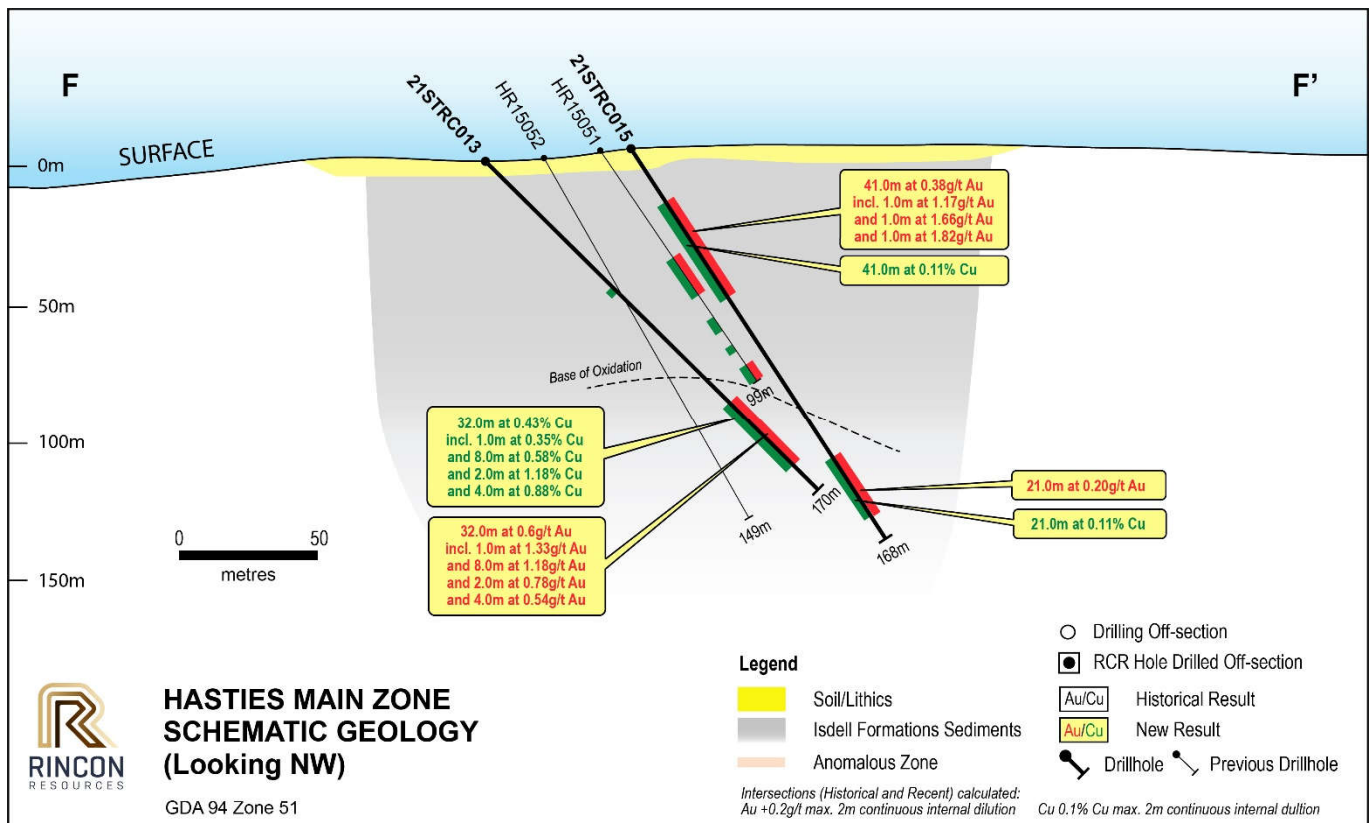 F
F’
21STRC013
HR15052
HR15051
21STRC015
SURFACE
0m
50m
100m
150m
41.0m at 0.38g/t Au
incl. 1.0m at 1.17g/t Au
and 1.0m at 1.66g/t Au
and 1.0m at 1.82g/t Au
41.0m at 0.11% Cu
Base of Oxidation
99m
32.0m at 0.43% Cu
incl. 1.0m at 0.35% Cu
and 8.0m at 0.58% Cu
and 2.0m at 1.18% Cu
and 4.0m at 0.88% Cu
32.0m at 0.6g/t Au
incl. 1.0m at 1.33g/t Au
and 8.0m at 1.18g/t Au
and 2.0m at 0.78g/t Au
and 4.0m at 0.54g/t Au
149m
170m
168m
21.0m at 0.20g/t Au
21.0m at 0.11% Cu
0 50
metres
RINCON
RESOURCES
HASTIES MAIN ZONE
SCHEMATIC GEOLOGY
(Looking NW)
GDA 94 Zone 51
Legend
Soil/Lithics
Isdell Formations Sediments
Anomalous Zone
Drilling Off-section
RCR Hole Drilled Off-section
Au/Cu Historical Result
Au/Cu New Result
Drillhole Previous Drillhole
Intersections (Historical and Recent) calculated:
Au +0.2g/t max. 2m continuous internal dilution Cu 0.1% Cu max. 2m continuous internal dultion